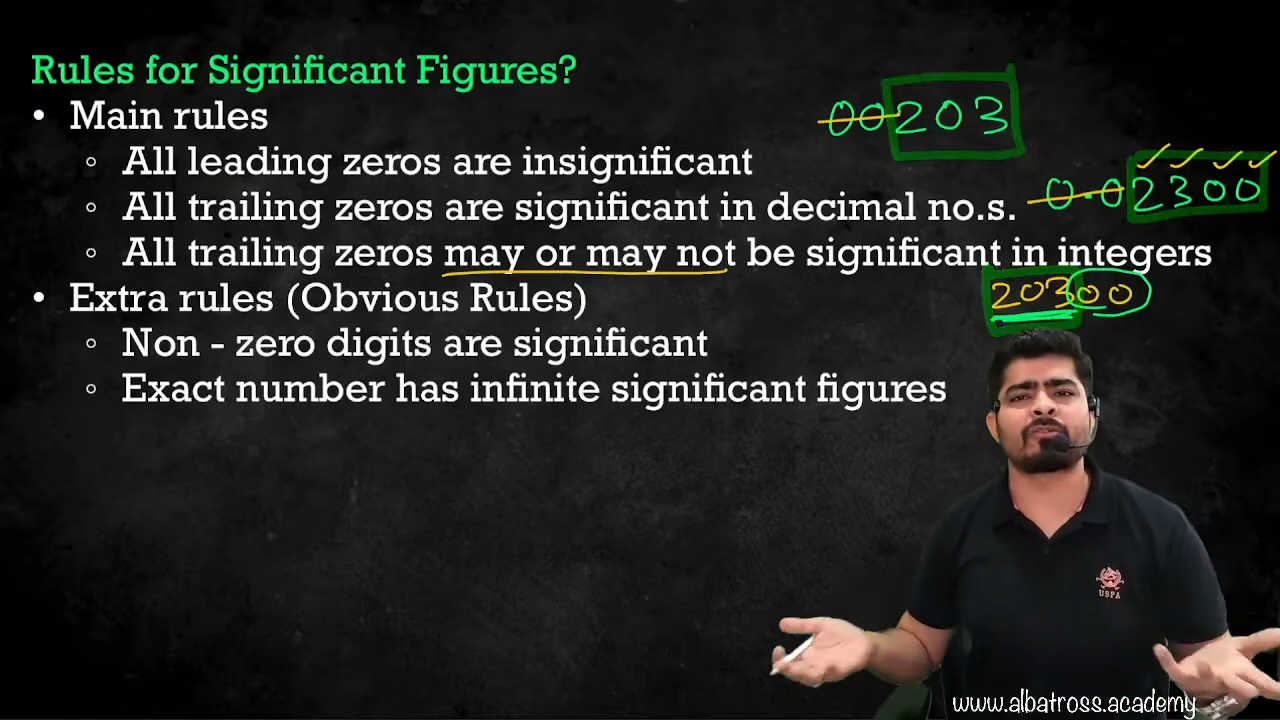 Rules for Significant Figures?
• Main rules
00203
◦ All leading zeros are insignificant
◦ All trailing zeros are significant in decimal no.s.
0.02300
◦ All trailing zeros may or may not be significant in integers
• Extra rules (Obvious Rules)
20300
◦ Non - zero digits are significant
◦ Exact number has infinite significant figures
USPA
www.albatross.academy